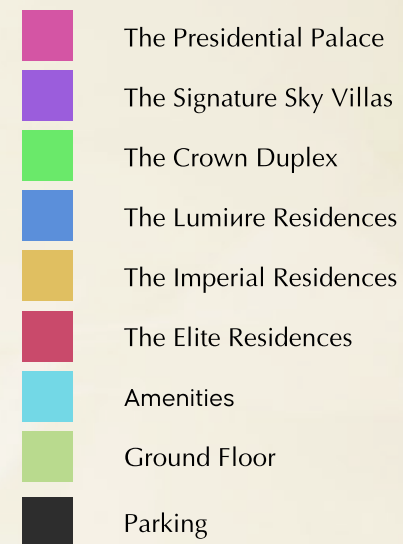 The Presidential Palace
The Signature Sky Villas
The Crown Duplex
The Lumiиre Residences
The Imperial Residences
The Elite Residences
Amenities
Ground Floor
Parking